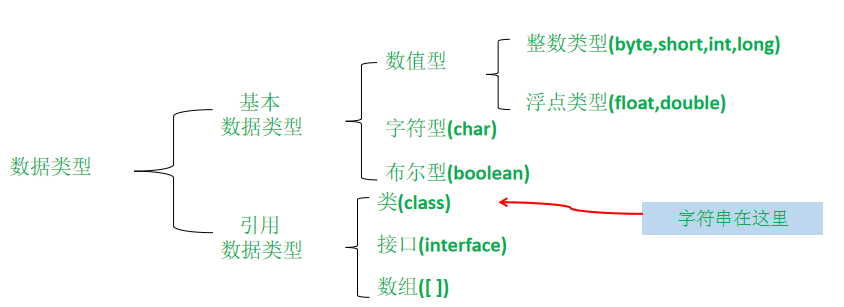 数据类型
基本
数据类型
数值型
整数类型(byte,short,int,long)
浮点类型(float,double)
字符型(char)
布尔型(boolean)
引用
数据类型
类(class)
字符串在这里
接口(interface)
数组([ ])